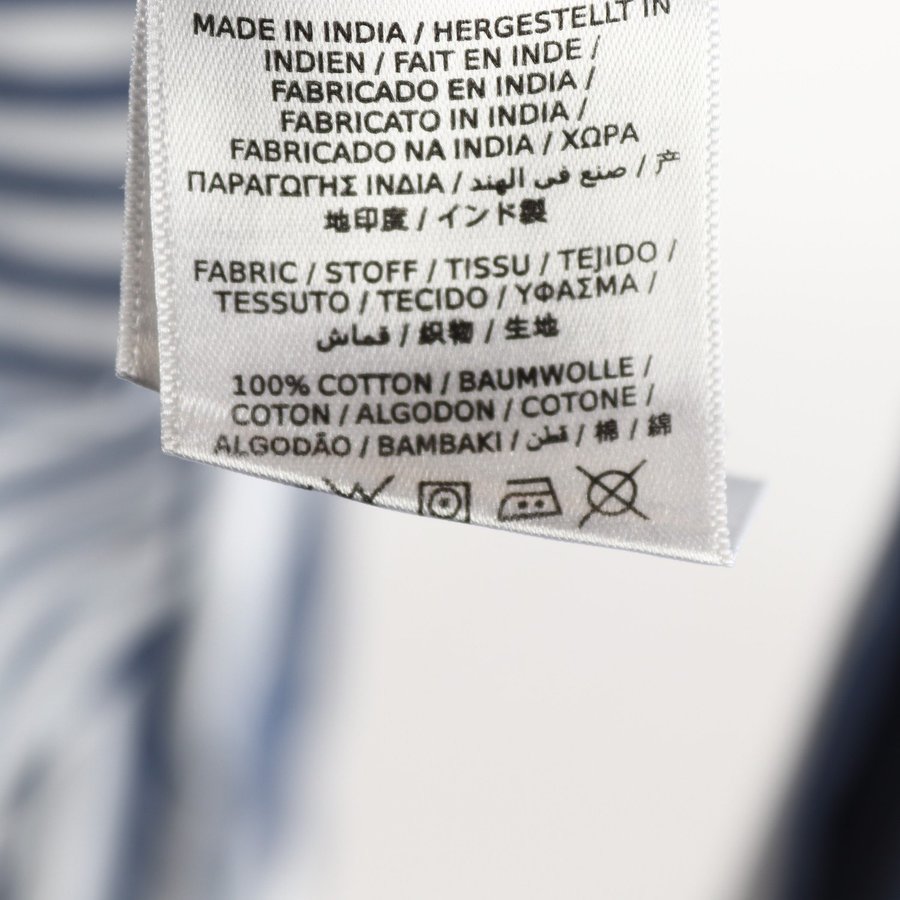 MADE IN INDIA / HERGESTELLT IN
INDIEN / FAIT EN INDE /
FABRICADO EN INDIA /
FABRICATO IN INDIA /
FABRICADO NA INDIA / ΧΩΡΑ
ΠΑΡΑΓΩΓΗΣ ΙΝΔΙΑ / صنع في الهند / 产
地印度 / インド製
FABRIC / STOFF / TISSU / TEJIDO /
TESSUTO / TECIDO / ΥΦΑΣΜΑ /
قماش / 织物 / 生地
100% COTTON / BAUMWOLLE /
COTON / ALGODON / COTONE /
ALGODÃO / BAMBAKI / قطن / 棉 / 綿